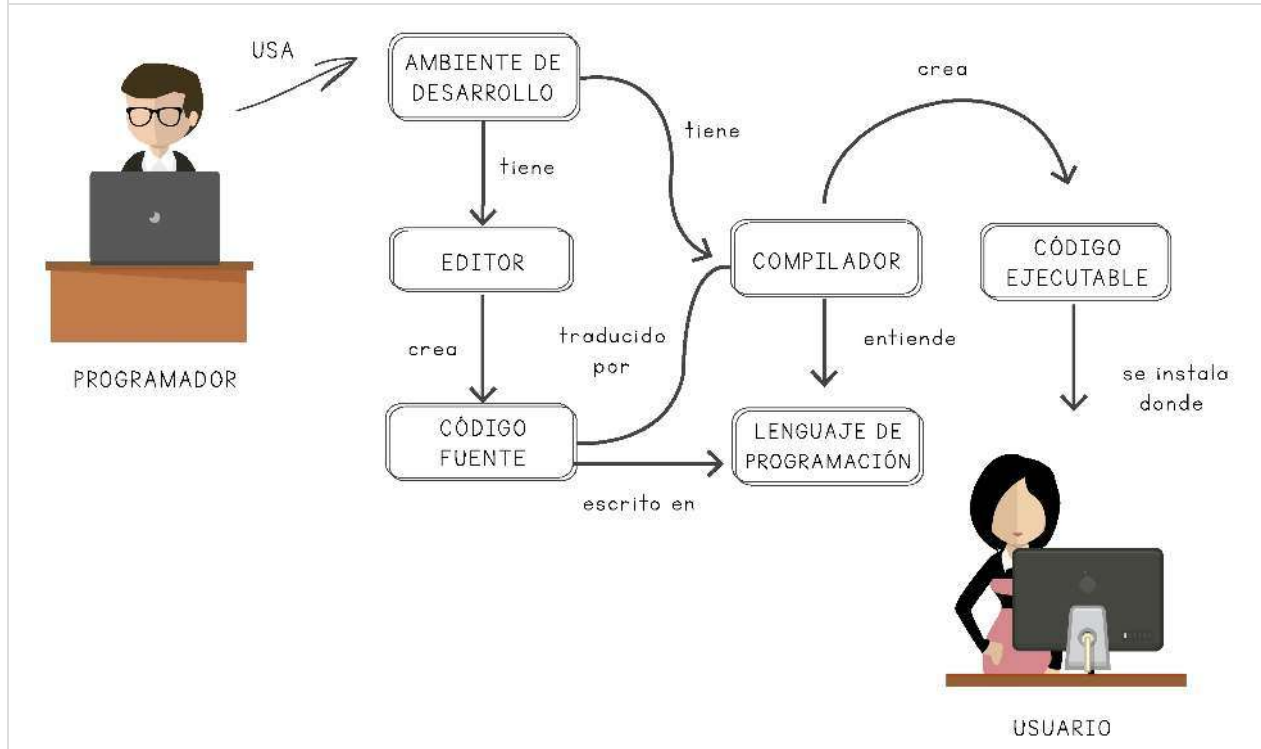 USA
AMBIENTE DE
DESARROLLO
crea
tiene
tiene
EDITOR
COMPILADOR
CÓDIGO
EJECUTABLE
crea
traducido
por
entiende
se instala
donde
PROGRAMADOR
CÓDIGO
FUENTE
LENGUAJE DE
PROGRAMACIÓN
escrito en
USUARIO